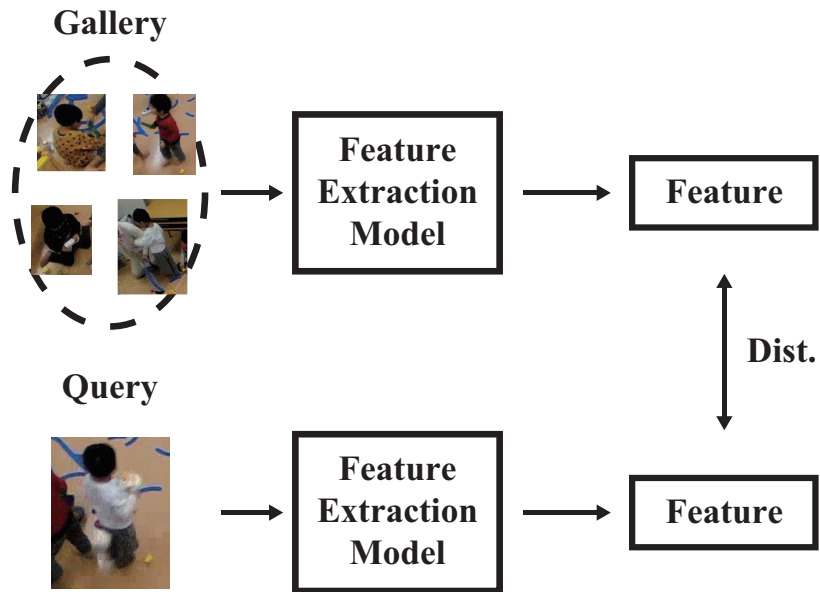 Gallery
Feature
Extraction
Model
Feature
Dist.
Query
Feature
Extraction
Model
Feature